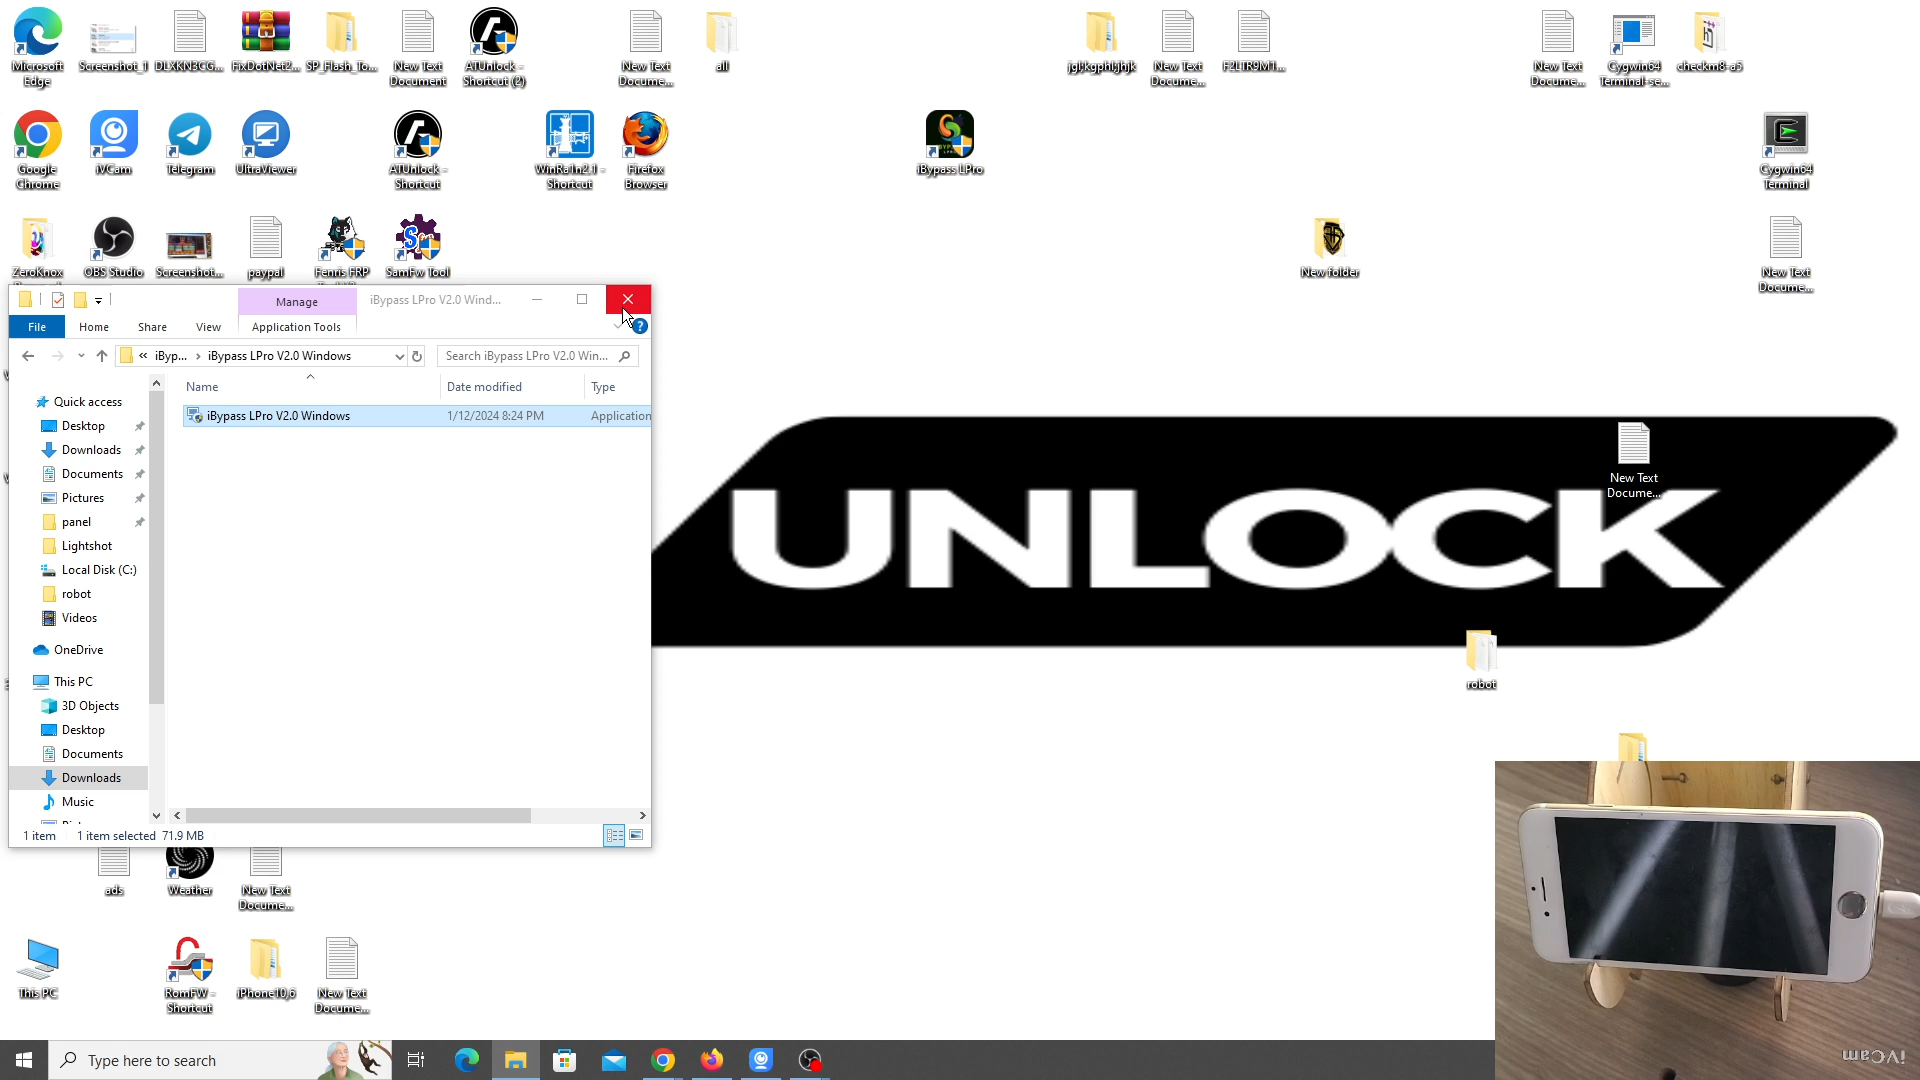 Microsoft
Edge
Screenshot_1
DLXKN3CG...
FixDotNet2...
SP_Flash_To...
New Text
Document
ATUnlock -
Shortcut (2)
New Text
Docume...
all
jgljkgphljhjk
New Text
Docume...
F2LTR9M1...
New Text
Docume...
Cygwin64
Terminal-se...
checkm8-a5
Google
Chrome
iVCam
Telegram
UltraViewer
ATUnlock -
Shortcut
WinRa1n2.1 -
Shortcut
Firefox
Browser
iBypass LPro
Cygwin64
Terminal
ZeroKnox
OBS Studio
Screenshot...
paypal
Fenris FRP
SamFw Tool
New folder
New Text
Docume...
Manage
iBypass LPro V2.0 Wind...
File
Home
Share
View
Application Tools
« iByp... › iBypass LPro V2.0 Windows
Search iBypass LPro V2.0 Win...
Name
Date modified
Type
iBypass LPro V2.0 Windows
1/12/2024 8:24 PM
Application
Quick access
Desktop
Downloads
Documents
Pictures
panel
Lightshot
Local Disk (C:)
robot
Videos
OneDrive
This PC
3D Objects
Desktop
Documents
Downloads
Music
1 item
1 item selected 71.9 MB
UNLOCK
New Text
Docume...
robot
ads
Weather
New Text
Docume...
This PC
RomFW -
Shortcut
iPhone10,6
New Text
Docume...
Type here to search
iVCam